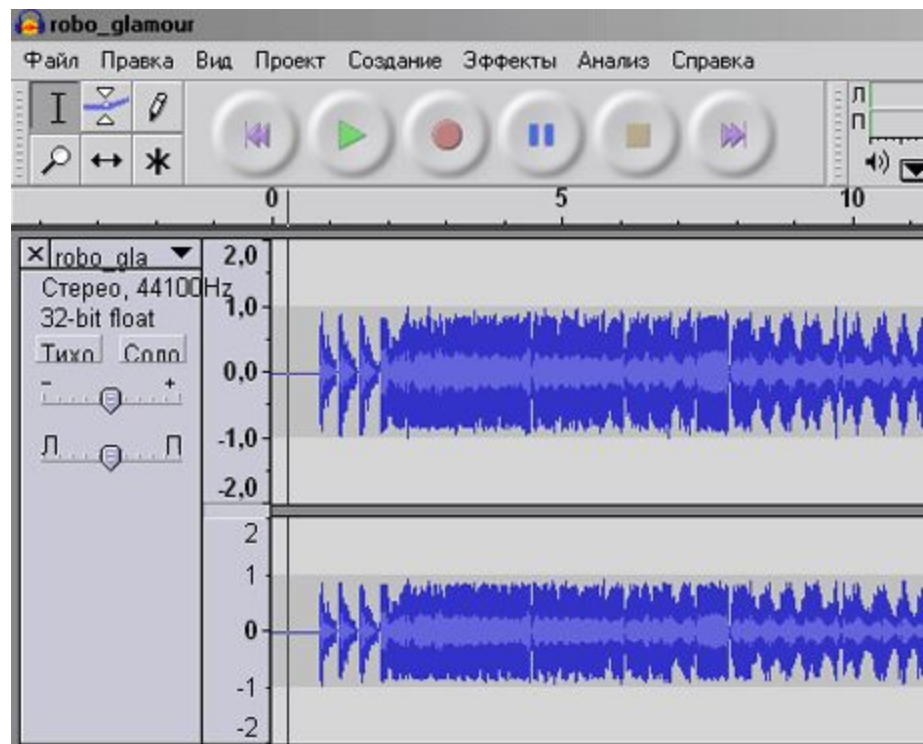 robo_glamour
Файл Правка Вид Проект Создание Эффекты Анализ Справка
Л
П
0 5 10
robo_gla
Стерео, 44100Hz
32-bit float
Тихо Соло
- +
Л П
2,0
1,0
0,0
-1,0
-2,0
2
1
0
-1
-2